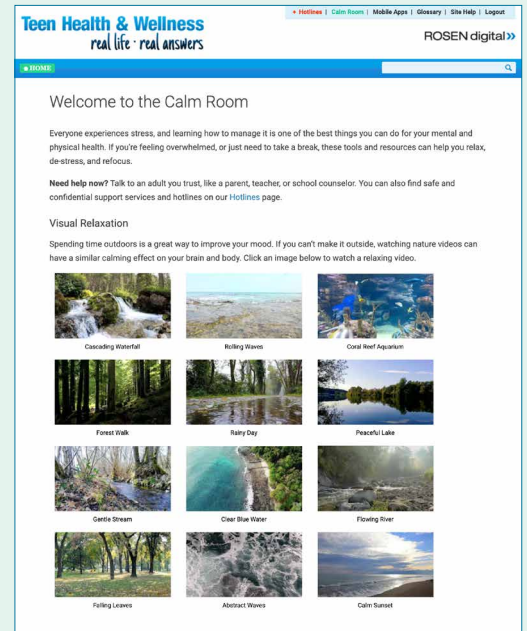 Teen Health & Wellness
real life · real answers
+ Hotlines | Calm Room | Mobile Apps | Glossary | Site Help | Logout
ROSEN digital»
HOME
Welcome to the Calm Room
Everyone experiences stress, and learning how to manage it is one of the best things you can do for your mental and
physical health. If you're feeling overwhelmed, or just need to take a break, these tools and resources can help you relax,
de-stress, and refocus.
Need help now? Talk to an adult you trust, like a parent, teacher, or school counselor. You can also find safe and
confidential support services and hotlines on our Hotlines page.
Visual Relaxation
Spending time outdoors is a great way to improve your mood. If you can't make it outside, watching nature videos can
have a similar calming effect on your brain and body. Click an image below to watch a relaxing video.
Cascading Waterfall
Rolling Waves
Coral Reef Aquarium
Forest Walk
Rainy Day
Peaceful Lake
Gentle Stream
Clear Blue Water
Flowing River
Falling Leaves
Abstract Waves
Calm Sunset